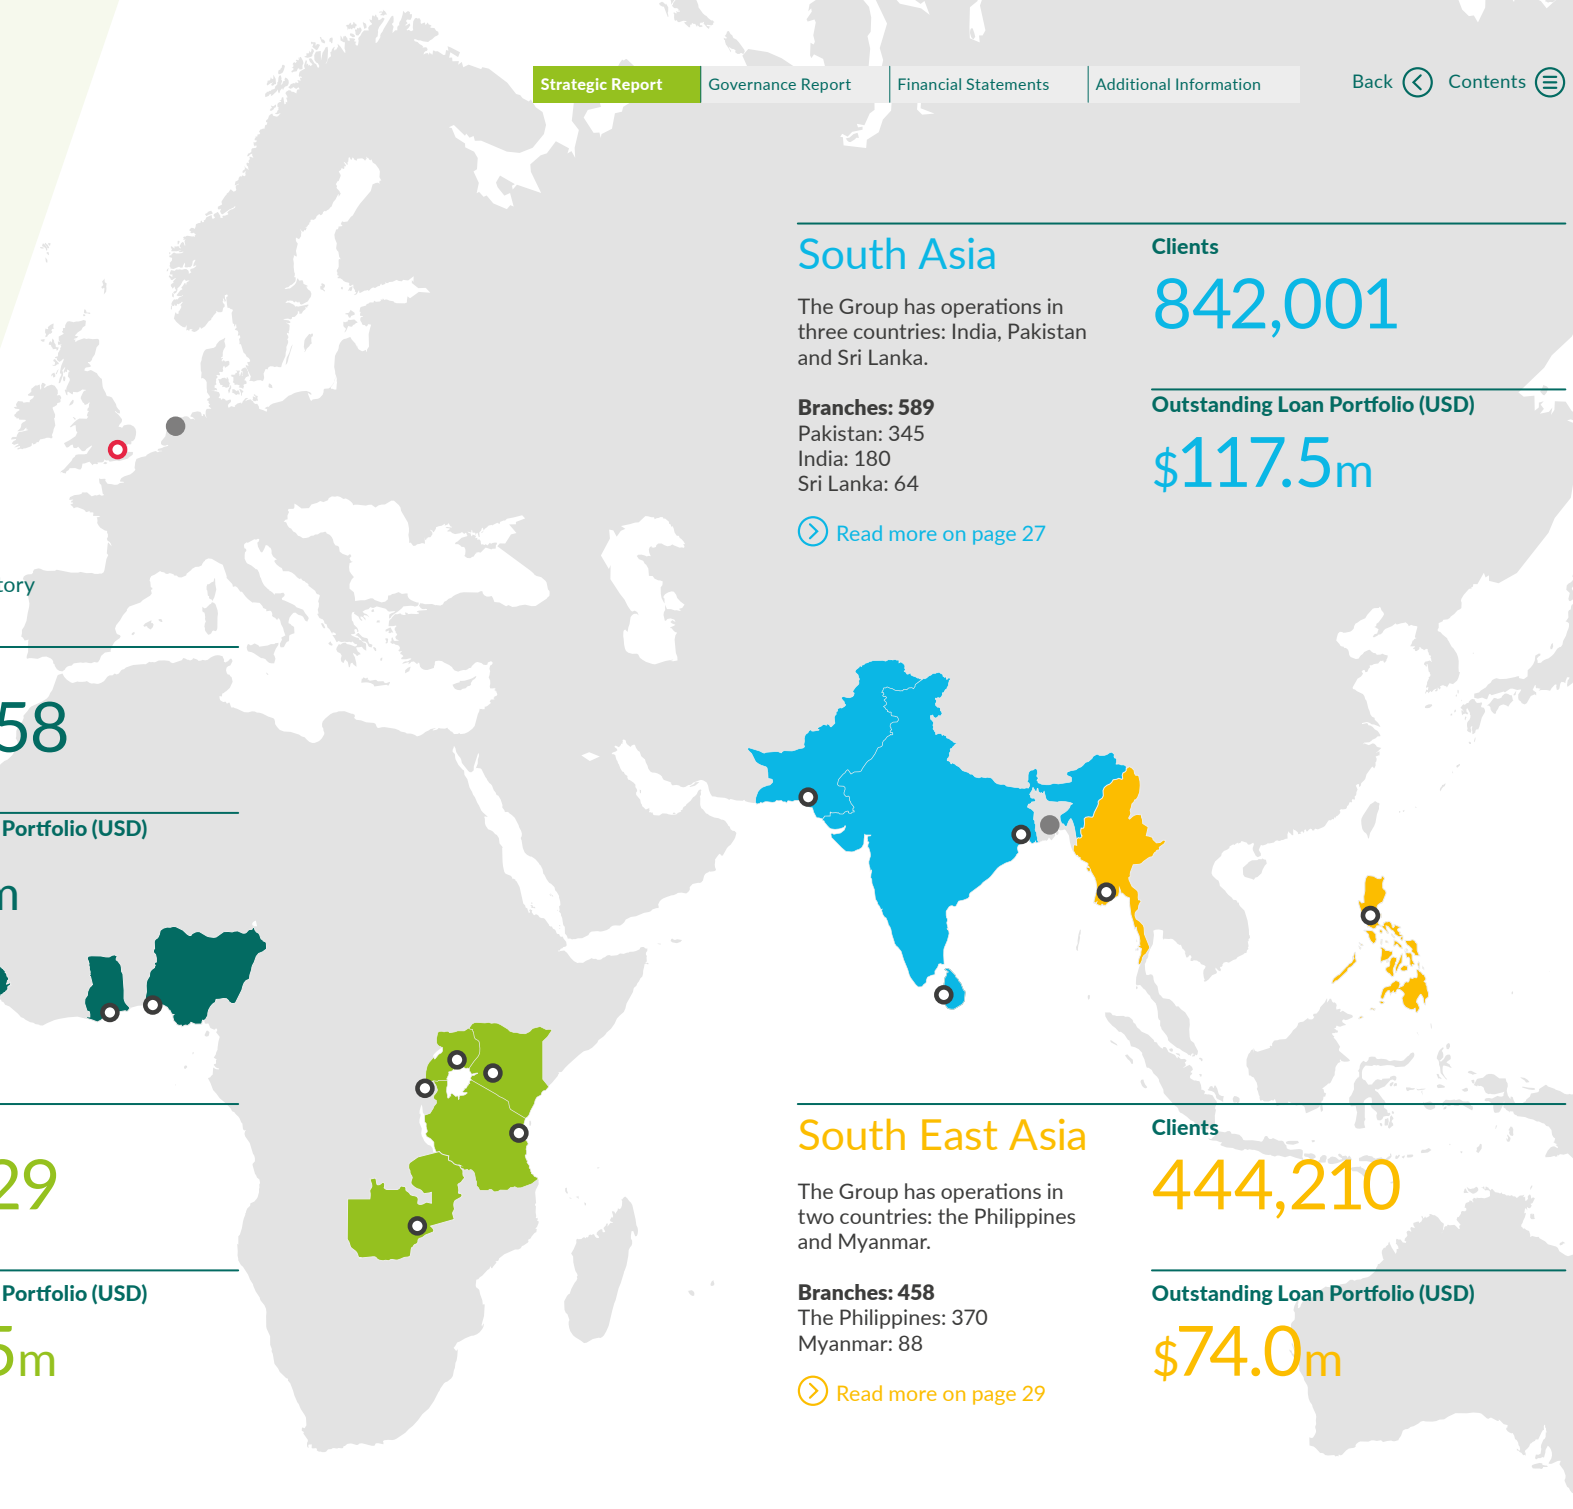 Strategic Report
Governance Report
Financial Statements
Additional Information
Back
Contents
South Asia
The Group has operations in
three countries: India, Pakistan
and Sri Lanka.
Branches: 589
Pakistan: 345
India: 180
Sri Lanka: 64
Read more on page 27
Clients
842,001
Outstanding Loan Portfolio (USD)
$117.5m
tory
58
Portfolio (USD)
m
29
Portfolio (USD)
5m
South East Asia
The Group has operations in
two countries: the Philippines
and Myanmar.
Branches: 458
The Philippines: 370
Myanmar: 88
Read more on page 29
Clients
444,210
Outstanding Loan Portfolio (USD)
$74.0m